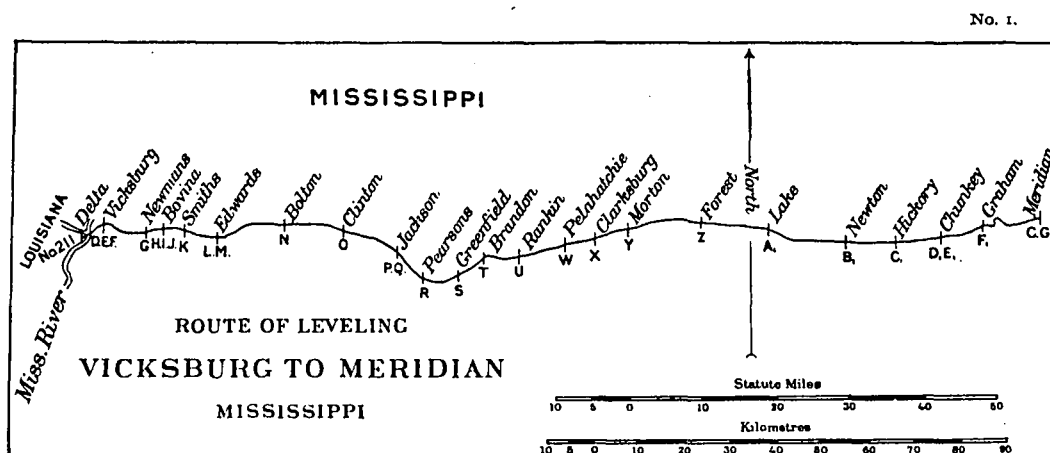 No. 1.
MISSISSIPPI
LOUISIANA
No. 211
Delta
Vicksburg
Newmans
Bovina
Smiths
Edwards
Bolton
Clinton
Jackson
Pearsons
Greenfield
Brandon
Rankin
Pelahatchie
Clarksburg
Morton
Forest
North
Lake
Newton
Hickory
Chunkey
Graham
Meridian
D.E.F.
G
H.I.J.
K
L.M.
N
O
P.Q.
R
S
T
U
W
X
Y
Z
A₁
B₁
C₁
D₁E₁
F₁
C.G.
Miss. River
ROUTE OF LEVELING
VICKSBURG TO MERIDIAN
MISSISSIPPI
Statute Miles
10 5 0 10 20 30 40 50
Kilometres
10 5 0 10 20 30 40 50 60 70 80 90